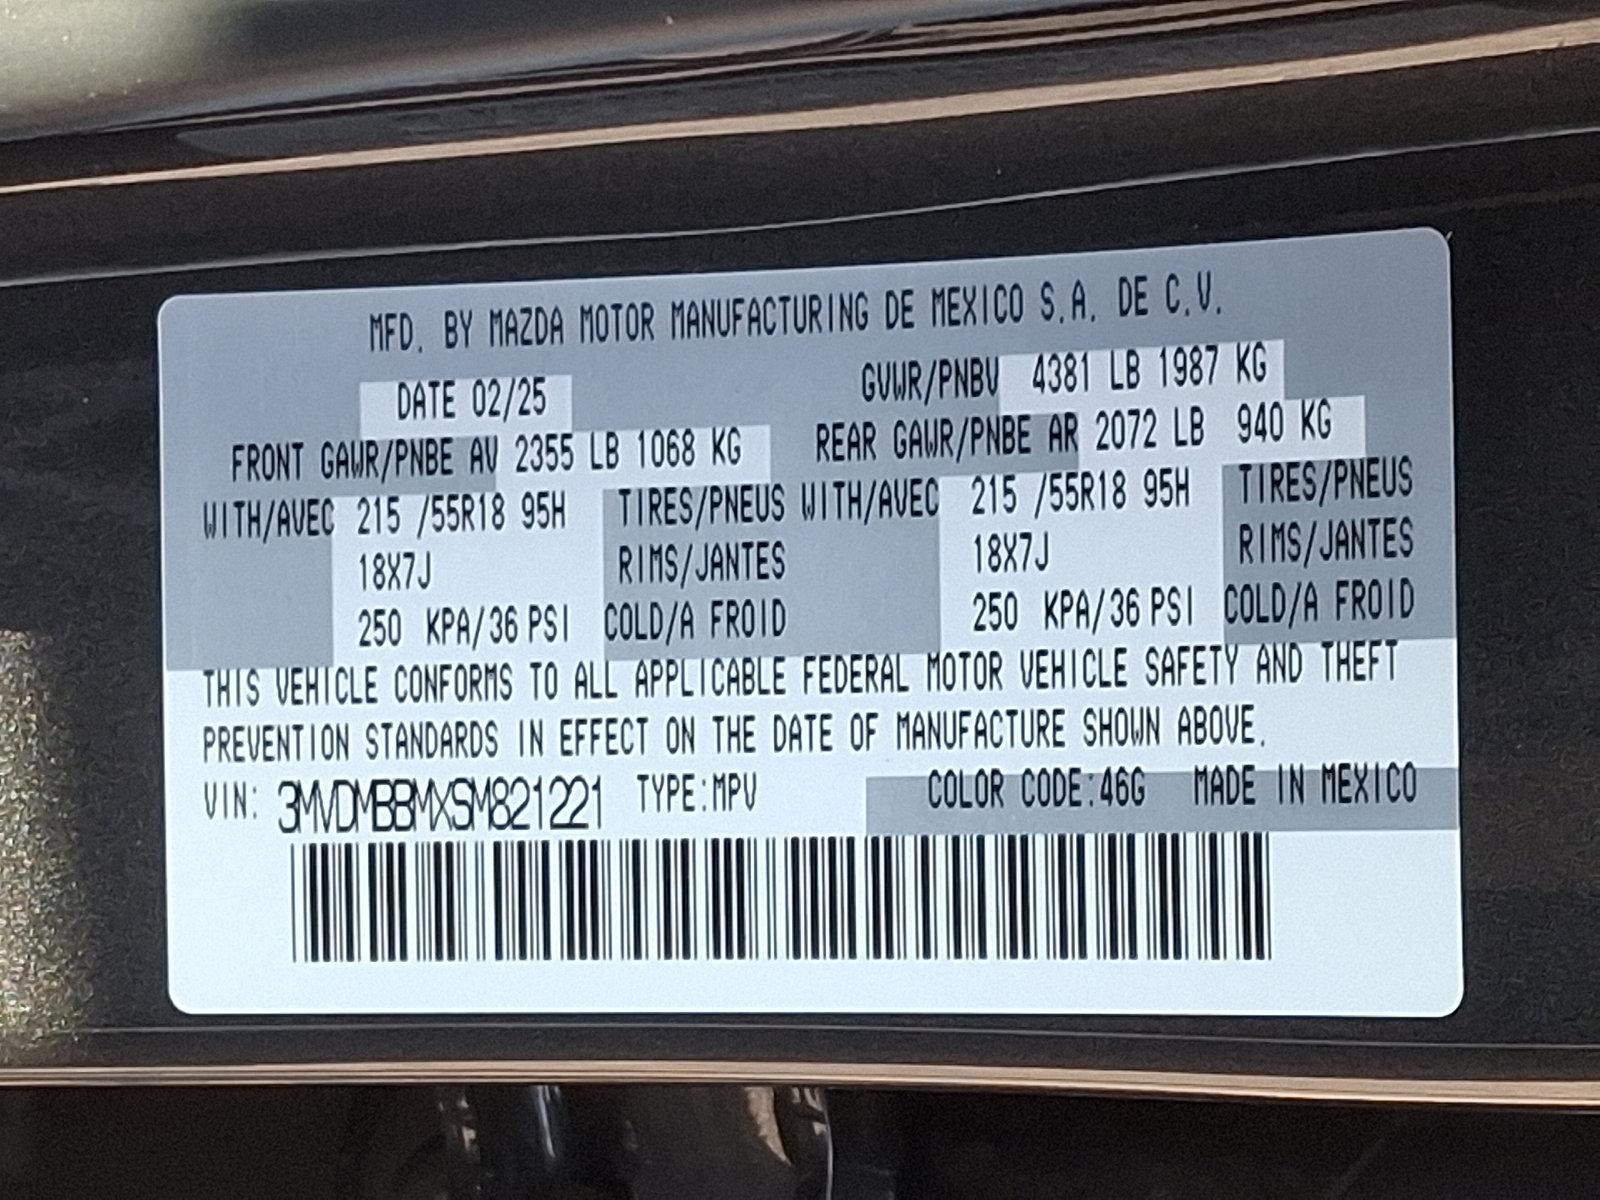 MFD. BY MAZDA MOTOR MANUFACTURING DE MEXICO S.A. DE C.V.
DATE 02/25 GVWR/PNBV 4381 LB 1987 KG
FRONT GAWR/PNBE AV 2355 LB 1068 KG REAR GAWR/PNBE AR 2072 LB 940 KG
WITH/AVEC 215 /55R18 95H TIRES/PNEUS WITH/AVEC 215 /55R18 95H TIRES/PNEUS
18X7J RIMS/JANTES 18X7J RIMS/JANTES
250 KPA/36 PSI COLD/A FROID 250 KPA/36 PSI COLD/A FROID
THIS VEHICLE CONFORMS TO ALL APPLICABLE FEDERAL MOTOR VEHICLE SAFETY AND THEFT
PREVENTION STANDARDS IN EFFECT ON THE DATE OF MANUFACTURE SHOWN ABOVE.
VIN: 3MVDMBBMXSM821221 TYPE:MPV COLOR CODE:46G MADE IN MEXICO